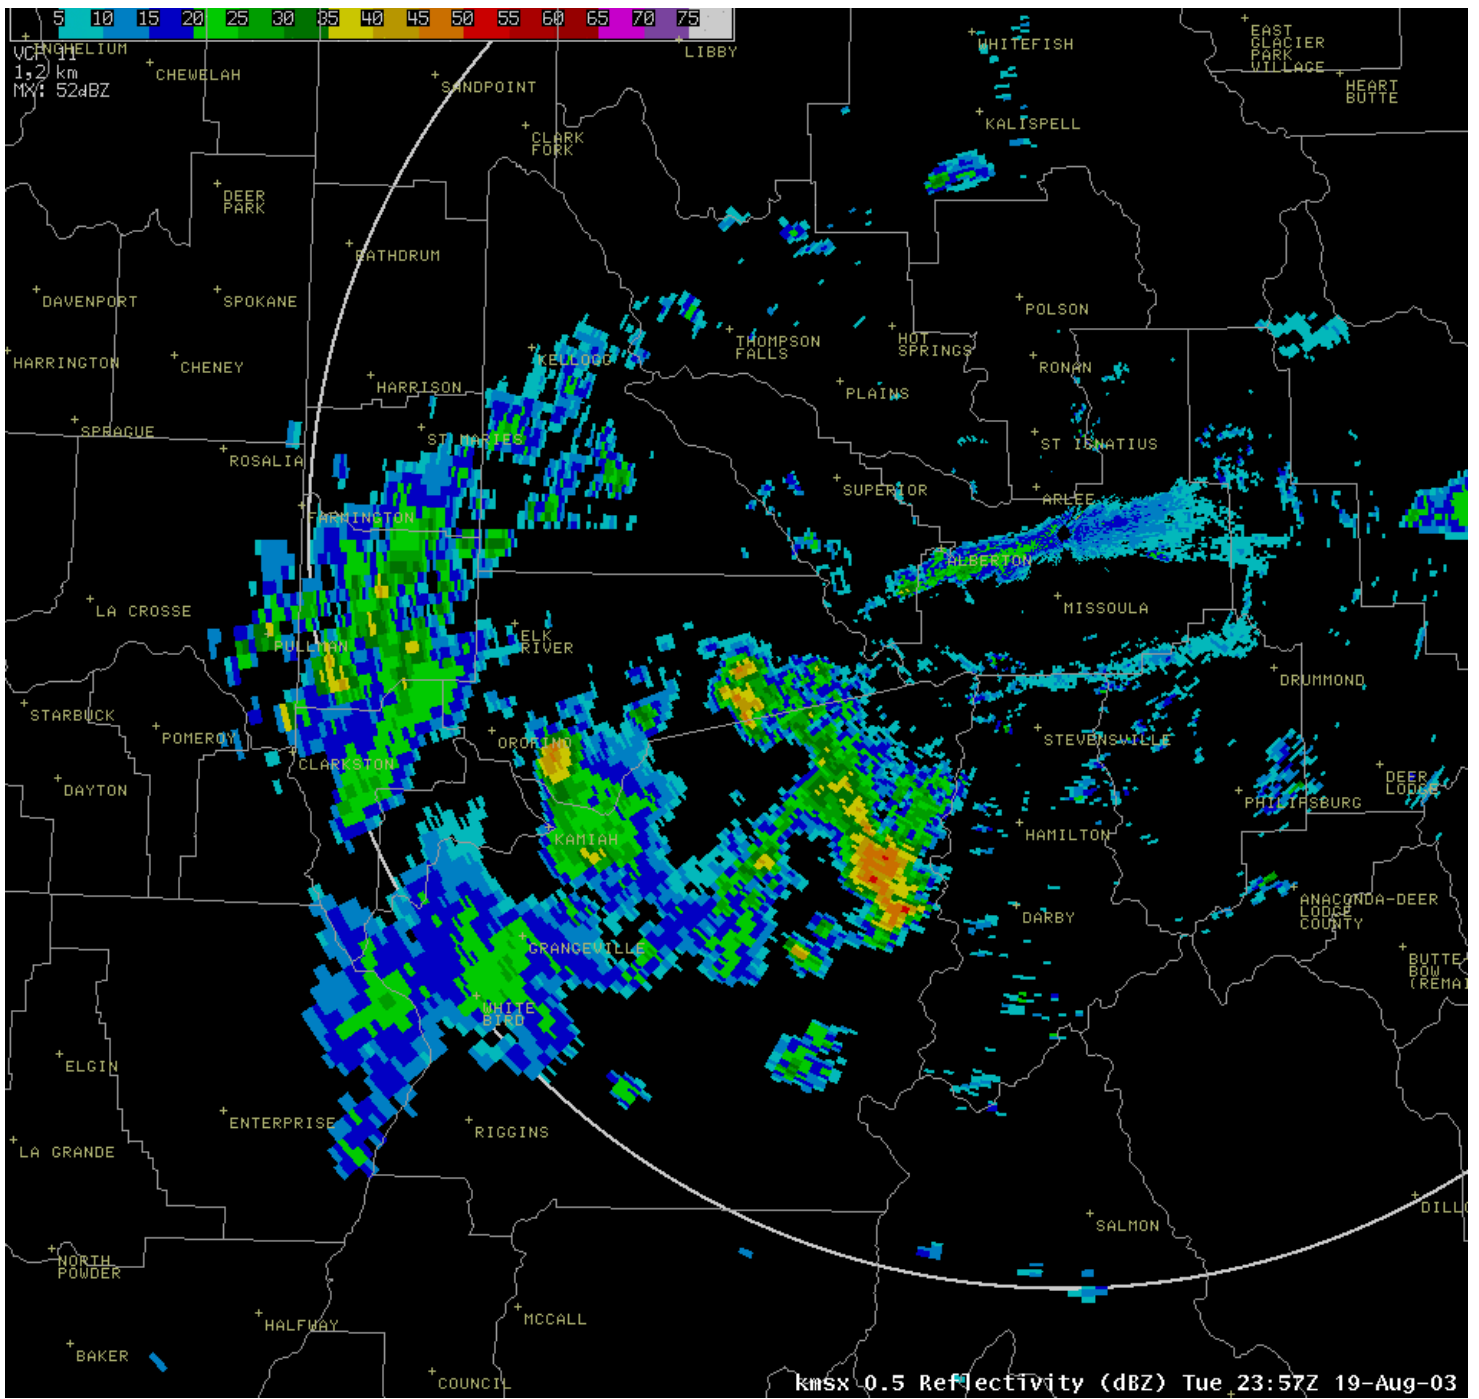 5 10 15 20 25 30 35 40 45 50 55 60 65 70 75
INCHELIUM
VCP 11
1,2 km
MX: 52dBZ
CHEWELAH
SANDPOINT
LIBBY
WHITEFISH
EAST
GLACIER
PARK
VILLAGE
HEART
BUTTE
CLARK
FORK
KALISPELL
DEER
PARK
RATHDRUM
DAVENPORT
SPOKANE
POLSON
HARRINGTON
CHENEY
KELLOGG
THOMPSON
FALLS
HOT
SPRINGS
RONAN
HARRISON
PLAINS
SPRAGUE
ROSALIA
ST MARIES
ST IGNATIUS
SUPERIOR
ARLEE
FARMINGTON
ALBERTON
LA CROSSE
MISSOULA
PULLMAN
ELK
RIVER
DRUMMOND
STARBUCK
POMEROY
OROFINO
STEVENSVILLE
CLARKSTON
DAYTON
PHILIPSBURG
DEER
LODGE
KAMIAH
HAMILTON
DARBY
ANACONDA-DEER
LODGE
COUNTY
GRANGEVILLE
BUTTE
BOW
(REMAI
WHITE
BIRD
ELGIN
ENTERPRISE
RIGGINS
LA GRANDE
SALMON
DILLO
NORTH
POWDER
HALFWAY
MCCALL
BAKER
COUNCIL
kmsx 0.5 Reflectivity (dBZ) Tue 23:57Z 19-Aug-03